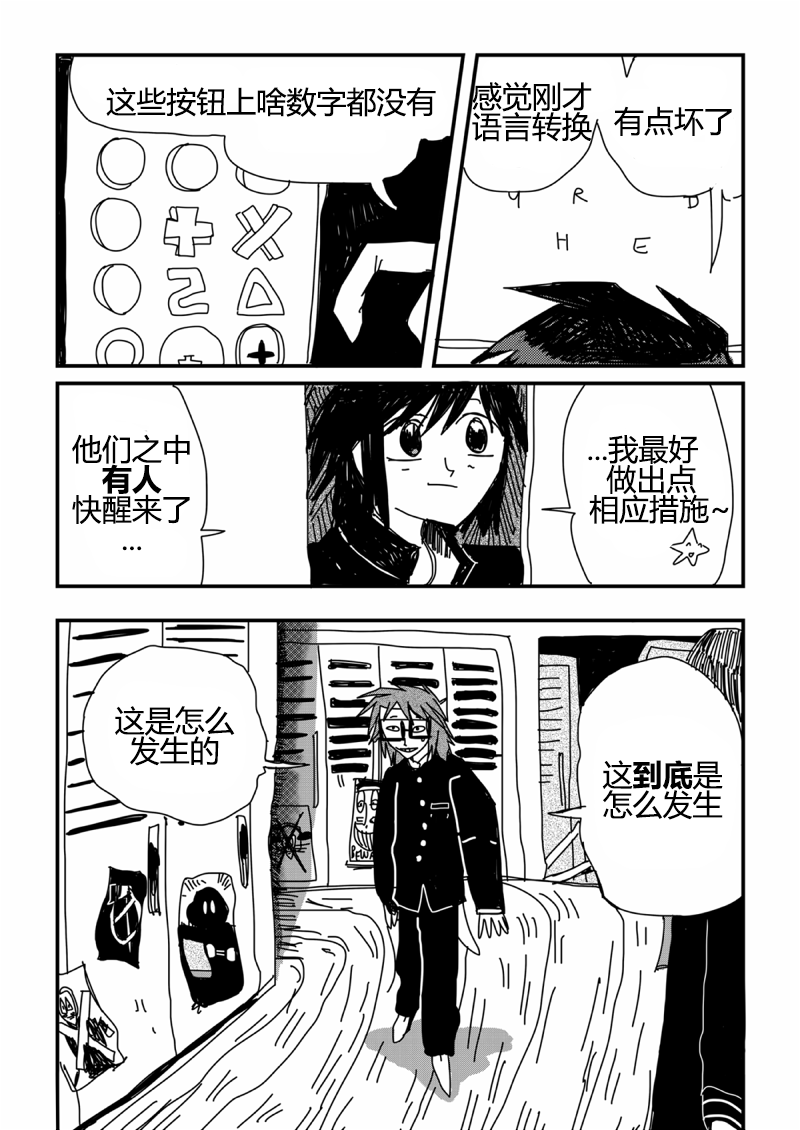 这些按钮上啥数字都没有
感觉刚才
语言转换
有点坏了
U R E D
H E
他们之中
有人
快醒来了
...
...我最好
做出点
相应措施~
这是怎么
发生的
这到底是
怎么发生